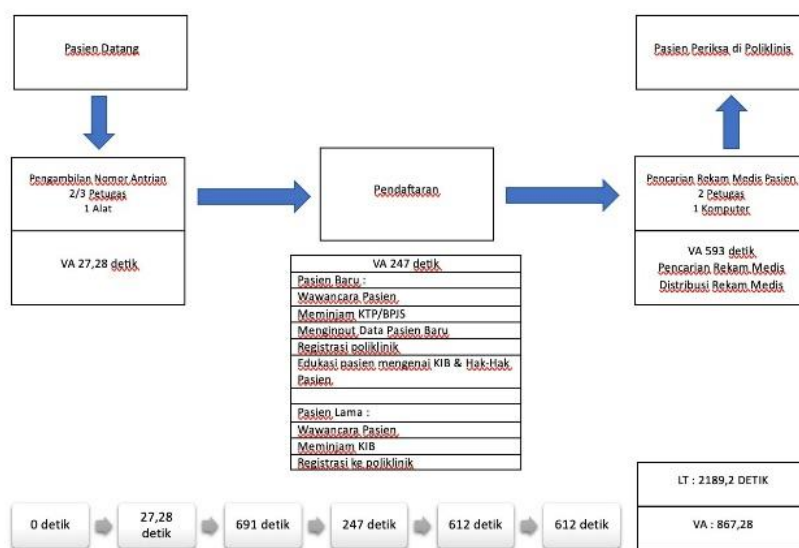 Pasien Datang
Pasien Periksa di Poliklinis
Pengambilan Nomor Antrian
2/3 Petugas
1 Alat
VA 27,28 detik
Pendaftaran
Pencarian Rekam Medis Pasien
2 Petugas
1 Komputer
VA 593 detik
Pencarian Rekam Medis
Distribusi Rekam Medis
VA 247 detik
Pasien Baru :
Wawancara Pasien
Meminjam KTP/BPJS
Menginput Data Pasien Baru
Registrasi poliklinik
Edukasi pasien mengenai KIB & Hak-Hak
Pasien
Pasien Lama :
Wawancara Pasien
Meminjam KIB
Registrasi ke poliklinik
0 detik
27,28
detik
691 detik
247 detik
612 detik
612 detik
LT : 2189,2 DETIK
VA : 867,28